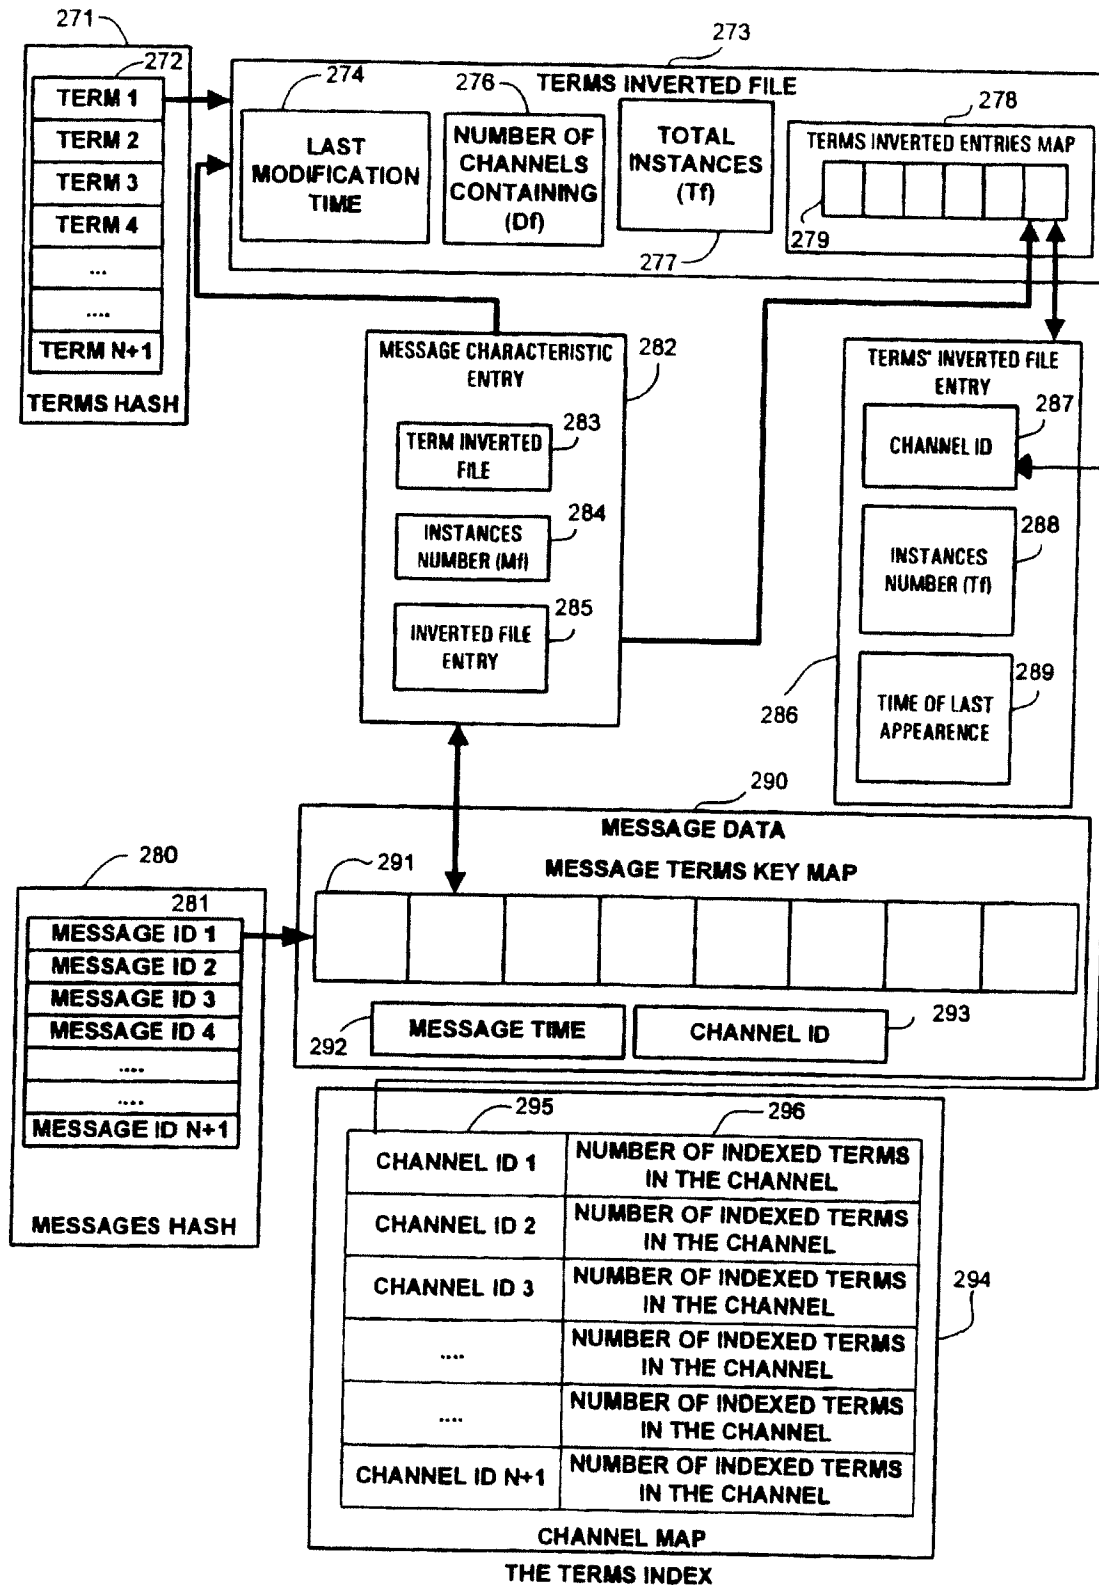 271
272
TERM 1
TERM 2
TERM 3
TERM 4
...
....
TERM N+1
TERMS HASH
273
TERMS INVERTED FILE
274
LAST
MODIFICATION
TIME
276
NUMBER OF
CHANNELS
CONTAINING
(Df)
TOTAL
INSTANCES
(Tf)
277
278
TERMS INVERTED ENTRIES MAP
279
MESSAGE CHARACTERISTIC
ENTRY
282
283
TERM INVERTED
FILE
284
INSTANCES
NUMBER (Mf)
285
INVERTED FILE
ENTRY
TERMS' INVERTED FILE
ENTRY
287
CHANNEL ID
288
INSTANCES
NUMBER (Tf)
289
TIME OF LAST
APPEARENCE
286
290
MESSAGE DATA
MESSAGE TERMS KEY MAP
291
280
281
MESSAGE ID 1
MESSAGE ID 2
MESSAGE ID 3
MESSAGE ID 4
....
....
MESSAGE ID N+1
MESSAGES HASH
292
MESSAGE TIME
CHANNEL ID
293
295
296
CHANNEL ID 1
NUMBER OF INDEXED TERMS
IN THE CHANNEL
CHANNEL ID 2
NUMBER OF INDEXED TERMS
IN THE CHANNEL
CHANNEL ID 3
NUMBER OF INDEXED TERMS
IN THE CHANNEL
....
NUMBER OF INDEXED TERMS
IN THE CHANNEL
....
NUMBER OF INDEXED TERMS
IN THE CHANNEL
CHANNEL ID N+1
NUMBER OF INDEXED TERMS
IN THE CHANNEL
294
CHANNEL MAP
THE TERMS INDEX